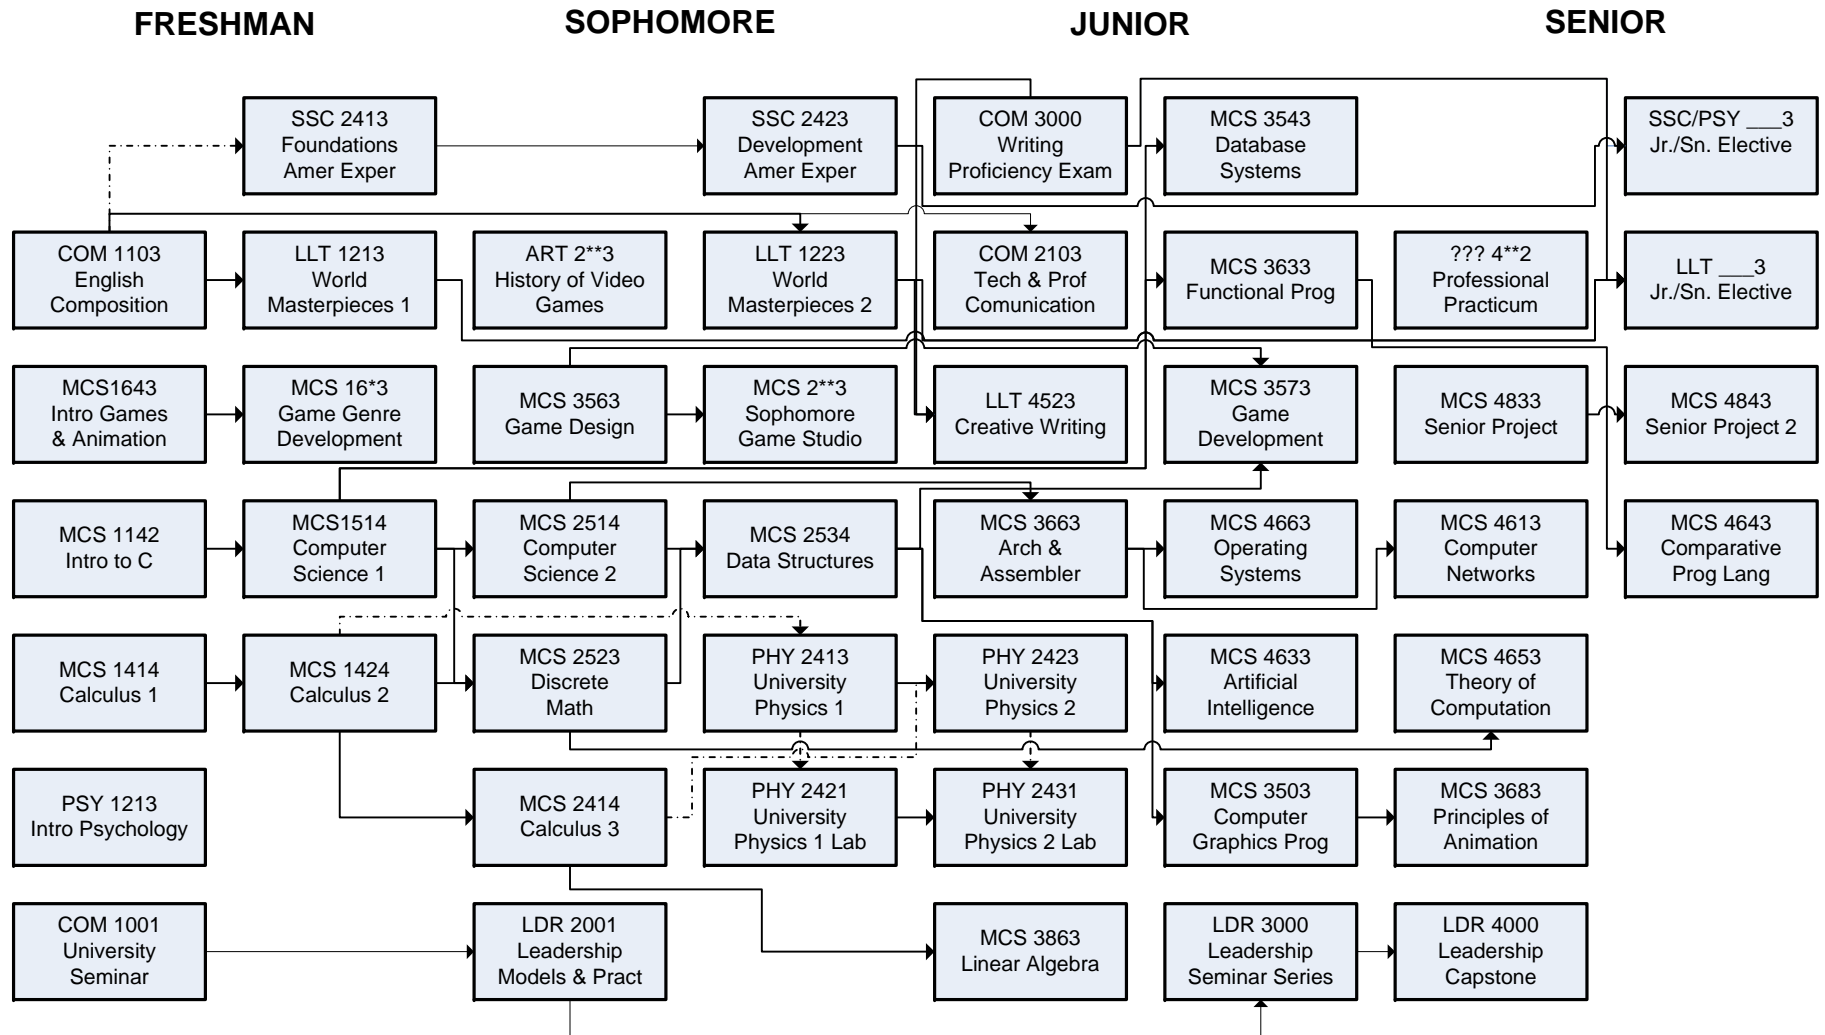 FRESHMAN
SOPHOMORE
JUNIOR
SENIOR
SSC 2413
Foundations
Amer Exper
SSC 2423
Development
Amer Exper
COM 3000
Writing
Proficiency Exam
MCS 3543
Database
Systems
SSC/PSY ___3
Jr./Sn. Elective
COM 1103
English
Composition
LLT 1213
World
Masterpieces 1
ART 2**3
History of Video
Games
LLT 1223
World
Masterpieces 2
COM 2103
Tech & Prof
Comunication
MCS 3633
Functional Prog
??? 4**2
Professional
Practicum
LLT ___3
Jr./Sn. Elective
MCS1643
Intro Games
& Animation
MCS 16*3
Game Genre
Development
MCS 3563
Game Design
MCS 2**3
Sophomore
Game Studio
LLT 4523
Creative Writing
MCS 3573
Game
Development
MCS 4833
Senior Project
MCS 4843
Senior Project 2
MCS 1142
Intro to C
MCS1514
Computer
Science 1
MCS 2514
Computer
Science 2
MCS 2534
Data Structures
MCS 3663
Arch &
Assembler
MCS 4663
Operating
Systems
MCS 4613
Computer
Networks
MCS 4643
Comparative
Prog Lang
MCS 1414
Calculus 1
MCS 1424
Calculus 2
MCS 2523
Discrete
Math
PHY 2413
University
Physics 1
PHY 2423
University
Physics 2
MCS 4633
Artificial
Intelligence
MCS 4653
Theory of
Computation
PSY 1213
Intro Psychology
MCS 2414
Calculus 3
PHY 2421
University
Physics 1 Lab
PHY 2431
University
Physics 2 Lab
MCS 3503
Computer
Graphics Prog
MCS 3683
Principles of
Animation
COM 1001
University
Seminar
LDR 2001
Leadership
Models & Pract
MCS 3863
Linear Algebra
LDR 3000
Leadership
Seminar Series
LDR 4000
Leadership
Capstone